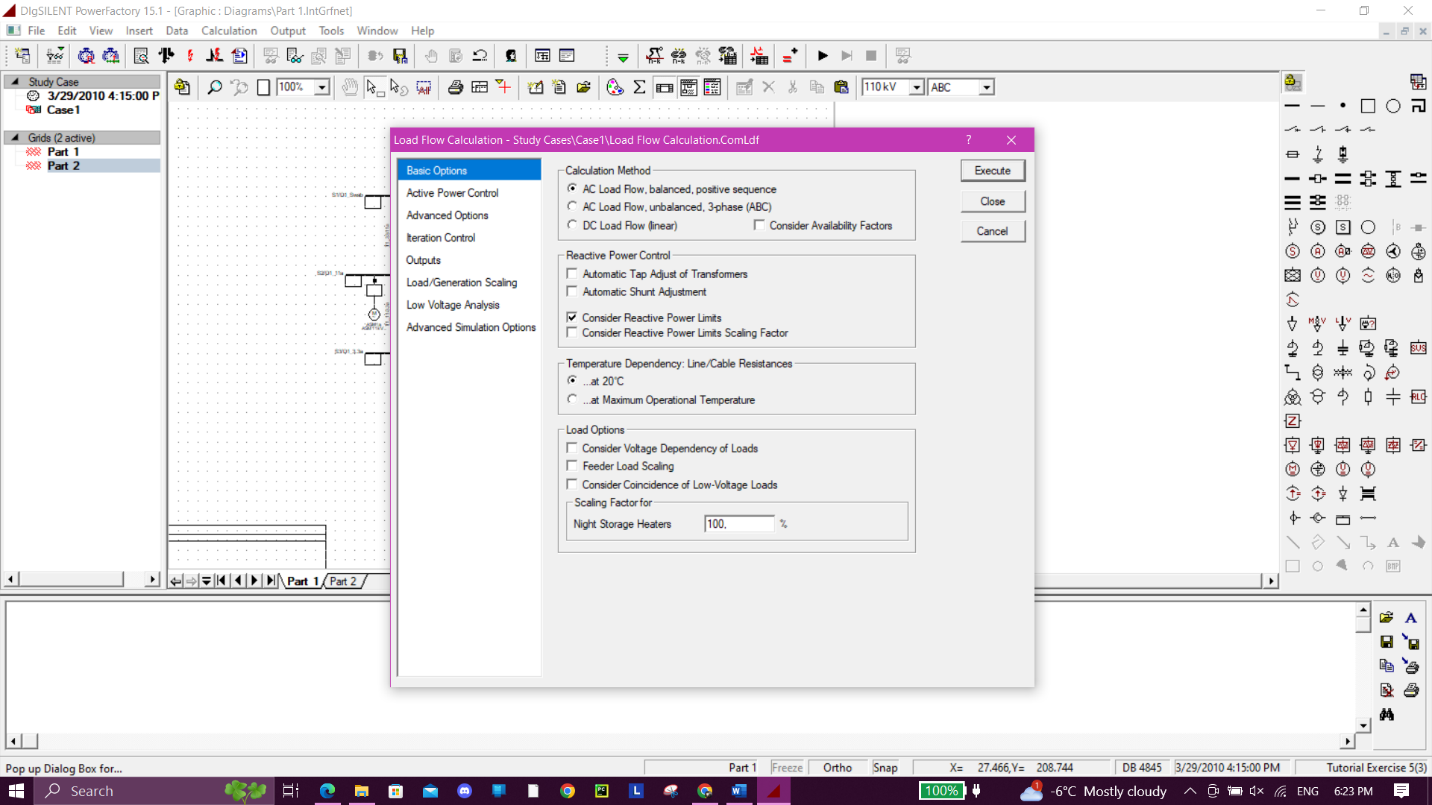 DIgSILENT PowerFactory 15.1 - [Graphic : Diagrams\Part 1.IntGrfnet]
File Edit View Insert Data Calculation Output Tools Window Help
Study Case
3/29/2010 4:15:00 P
Case1
Grids (2 active)
Part 1
Part 2
100%
110 kV
ABC
Load Flow Calculation - Study Cases\Case1\Load Flow Calculation.ComLdf
?
Basic Options
Active Power Control
Advanced Options
Iteration Control
Outputs
Load/Generation Scaling
Low Voltage Analysis
Advanced Simulation Options
Calculation Method
AC Load Flow, balanced, positive sequence
AC Load Flow, unbalanced, 3-phase (ABC)
DC Load Flow (linear)
Consider Availability Factors
Reactive Power Control
Automatic Tap Adjust of Transformers
Automatic Shunt Adjustment
Consider Reactive Power Limits
Consider Reactive Power Limits Scaling Factor
Temperature Dependency: Line/Cable Resistances
...at 20°C
...at Maximum Operational Temperature
Load Options
Consider Voltage Dependency of Loads
Feeder Load Scaling
Consider Coincidence of Low-Voltage Loads
Scaling Factor for
Night Storage Heaters 100, %
Execute
Close
Cancel
Part 1 Part 2
Pop up Dialog Box for...
Part 1 Freeze Ortho Snap X= 27.466,Y= 208.744 DB 4845 3/29/2010 4:15:00 PM Tutorial Exercise 5(3)
Search
100% -6°C Mostly cloudy ENG 6:23 PM